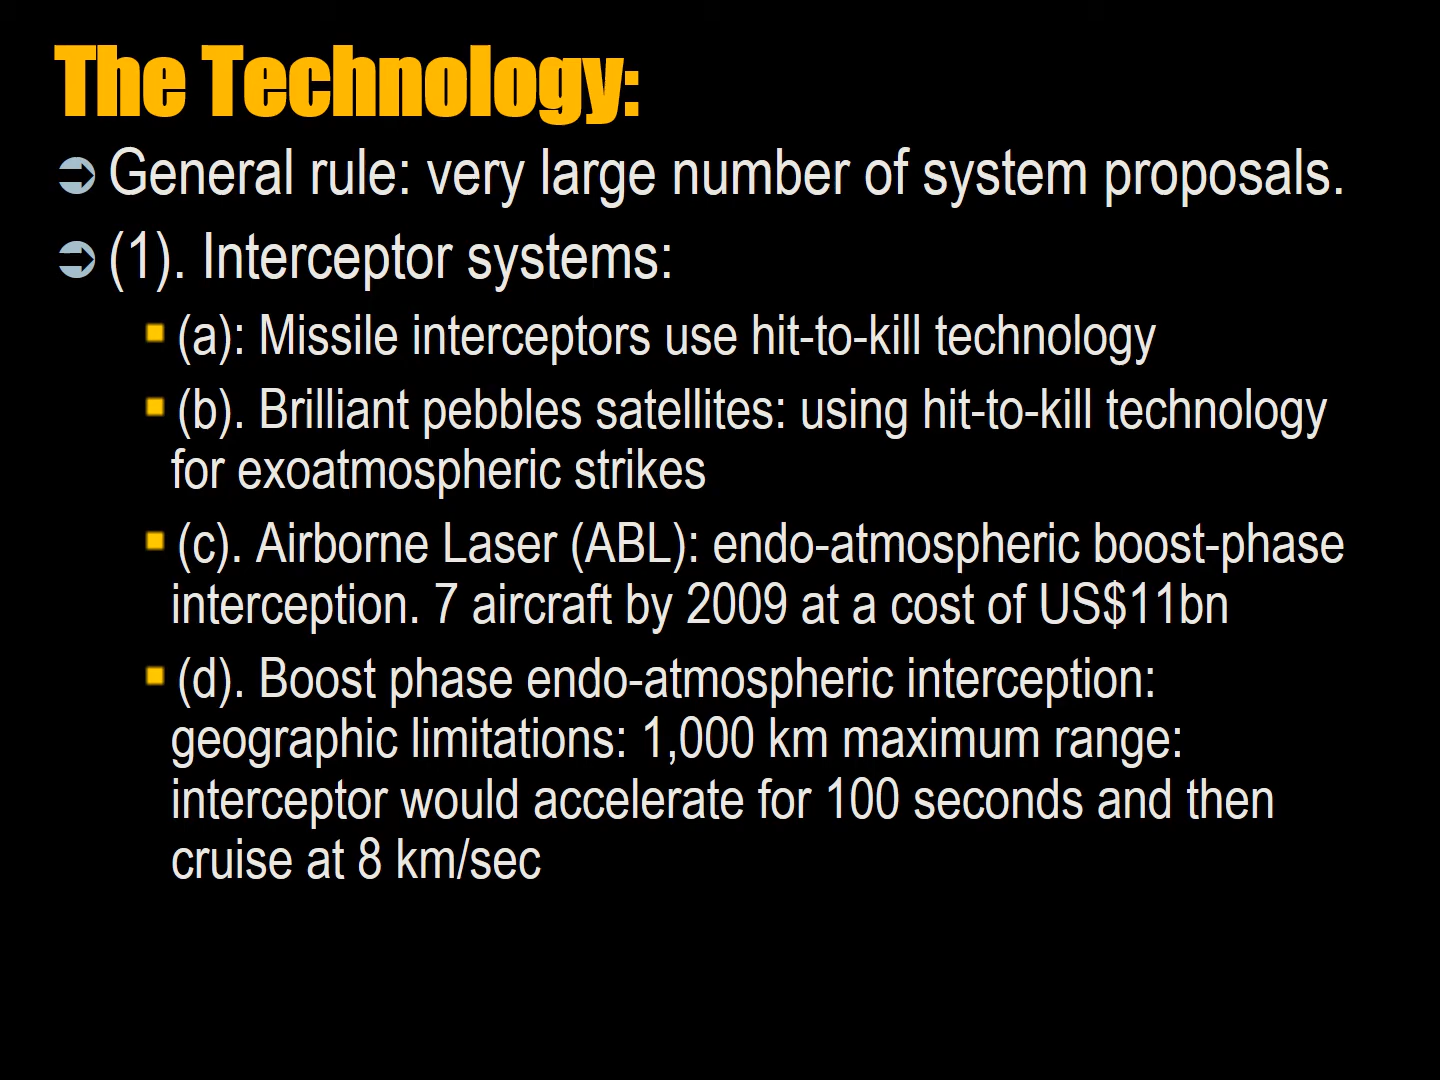 The Technology:
General rule: very large number of system proposals.
(1). Interceptor systems:
(a): Missile interceptors use hit-to-kill technology
(b). Brilliant pebbles satellites: using hit-to-kill technology
for exoatmospheric strikes
(c). Airborne Laser (ABL): endo-atmospheric boost-phase
interception. 7 aircraft by 2009 at a cost of US$11bn
(d). Boost phase endo-atmospheric interception:
geographic limitations: 1,000 km maximum range:
interceptor would accelerate for 100 seconds and then
cruise at 8 km/sec